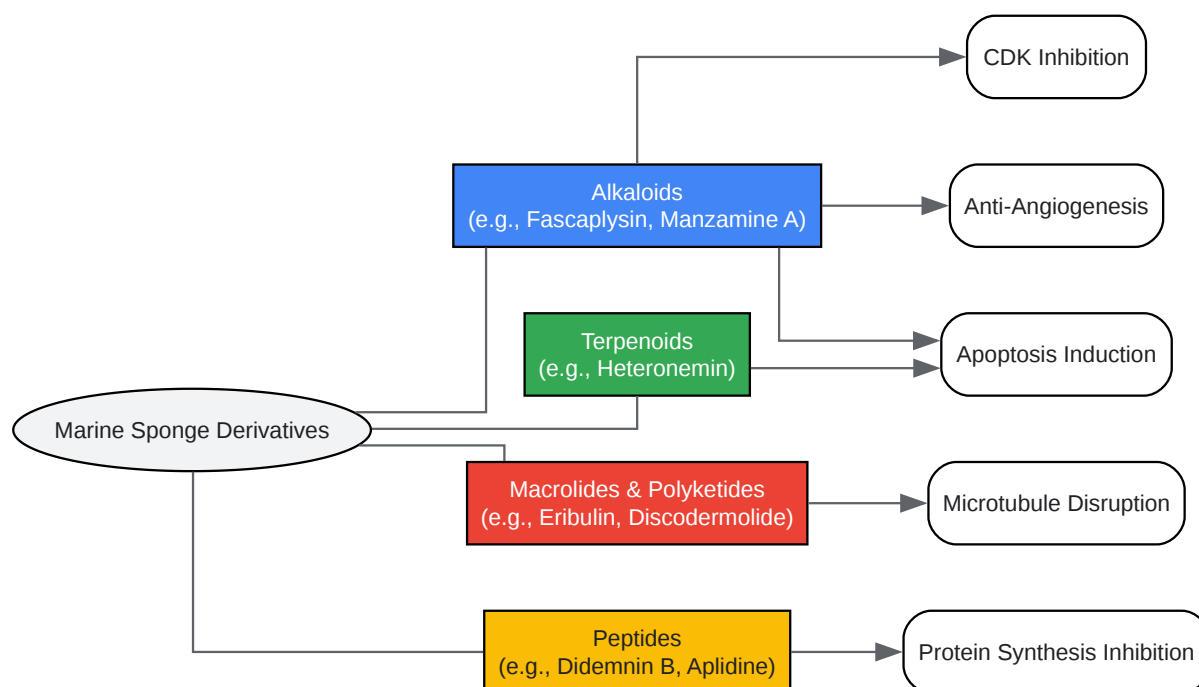 CDK Inhibition
Alkaloids
(e.g., Fascaplysin, Manzamine A)
Anti-Angiogenesis
Terpenoids
(e.g., Heteronemin)
Apoptosis Induction
Marine Sponge Derivatives
Macrolides & Polyketides
(e.g., Eribulin, Discodermolide)
Microtubule Disruption
Peptides
(e.g., Didemnin B, Aplidine)
Protein Synthesis Inhibition